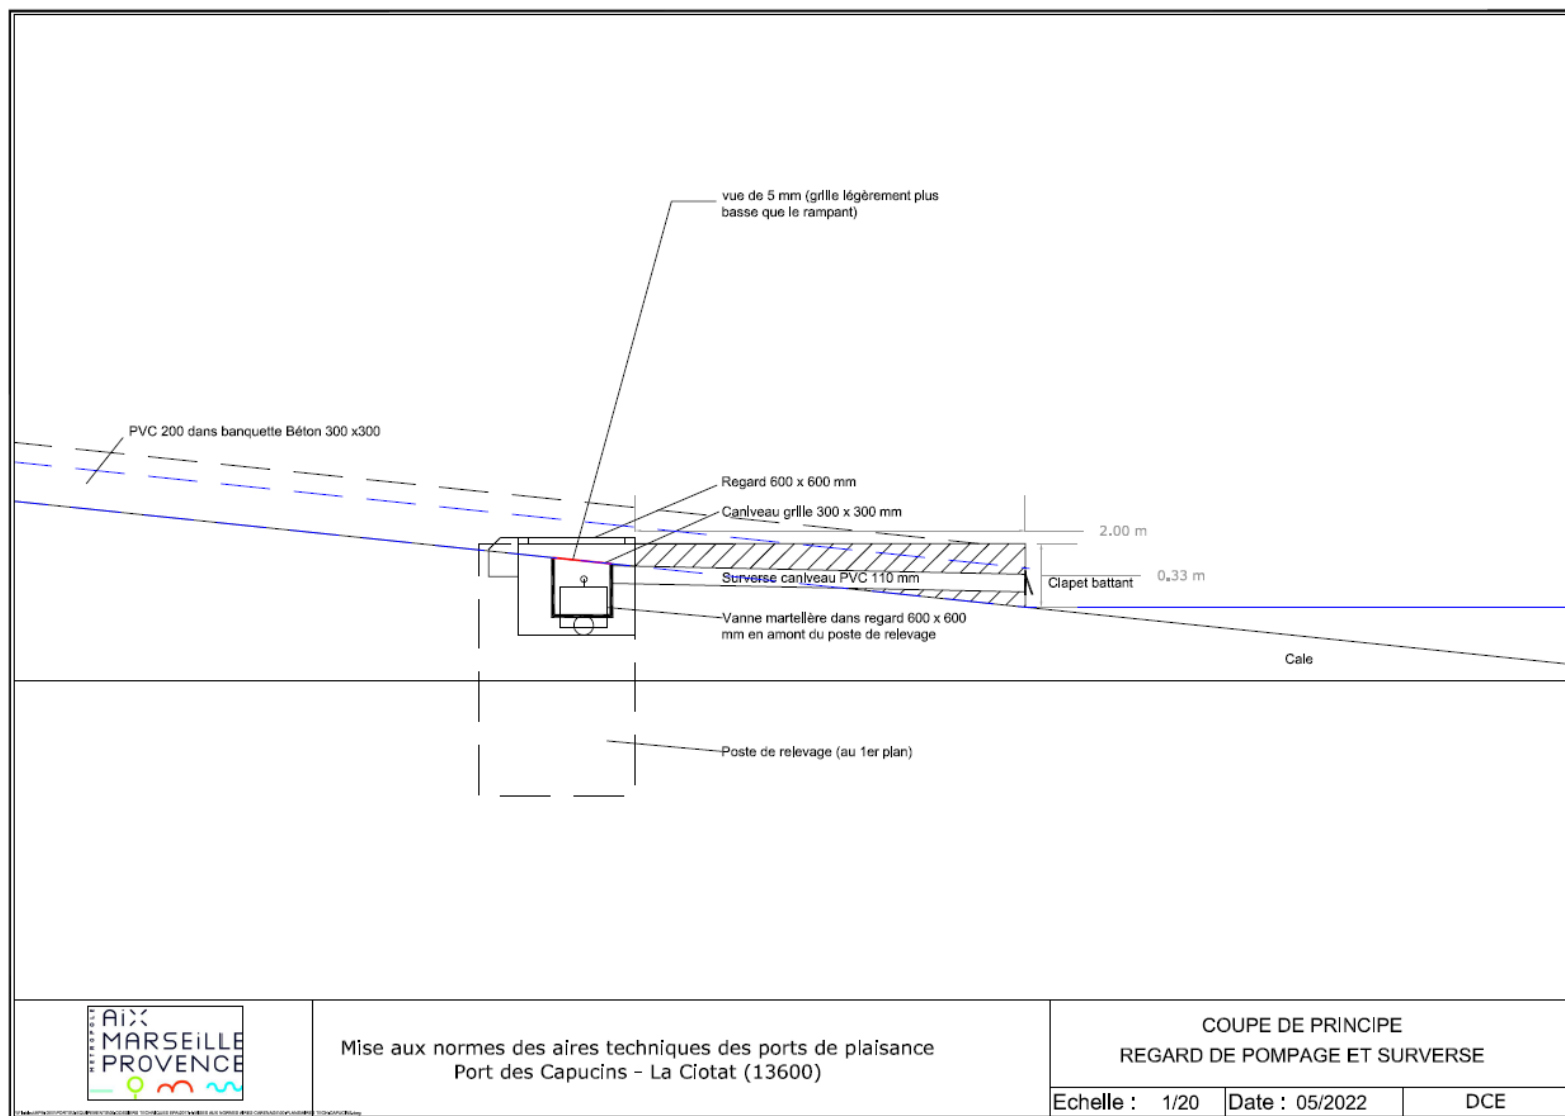 vue de 5 mm (grille légèrement plus
basse que le rampant)
PVC 200 dans banquette Béton 300 x300
Regard 600 x 600 mm
Caniveau grille 300 x 300 mm
2.00 m
Surverse caniveau PVC 110 mm
Clapet battant
0,33 m
Vanne martellère dans regard 600 x 600
mm en amont du poste de relevage
Cale
Poste de relevage (au 1er plan)
METROPOLE
AIX
MARSEILLE
PROVENCE
Mise aux normes des aires techniques des ports de plaisance
Port des Capucins - La Ciotat (13600)
COUPE DE PRINCIPE
REGARD DE POMPAGE ET SURVERSE
Echelle : 1/20
Date : 05/2022
DCE